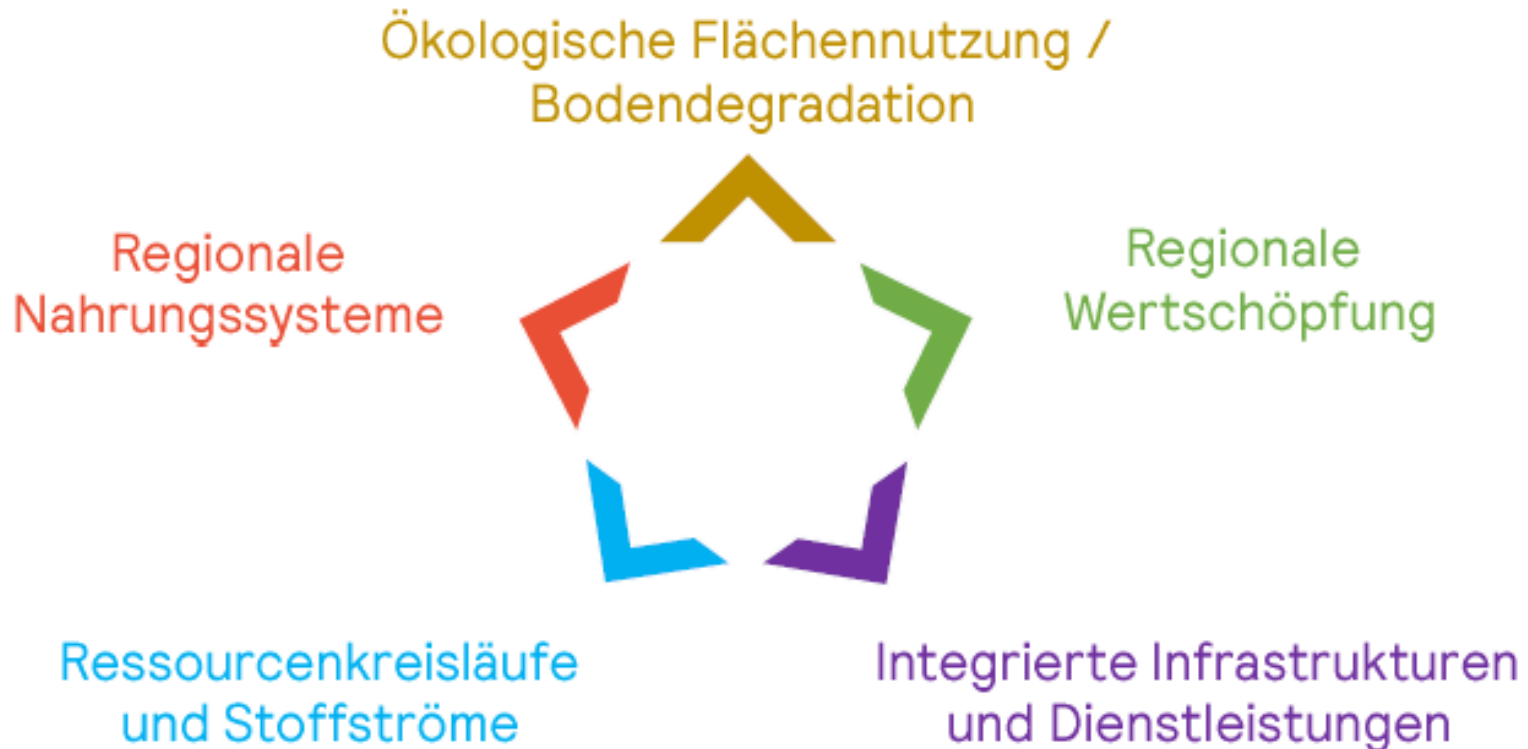 Ökologische Flächennutzung /
Bodendegradation
Regionale
Nahrungssysteme
Regionale
Wertschöpfung
Ressourcenkreisläufe
und Stoffströme
Integrierte Infrastrukturen
und Dienstleistungen